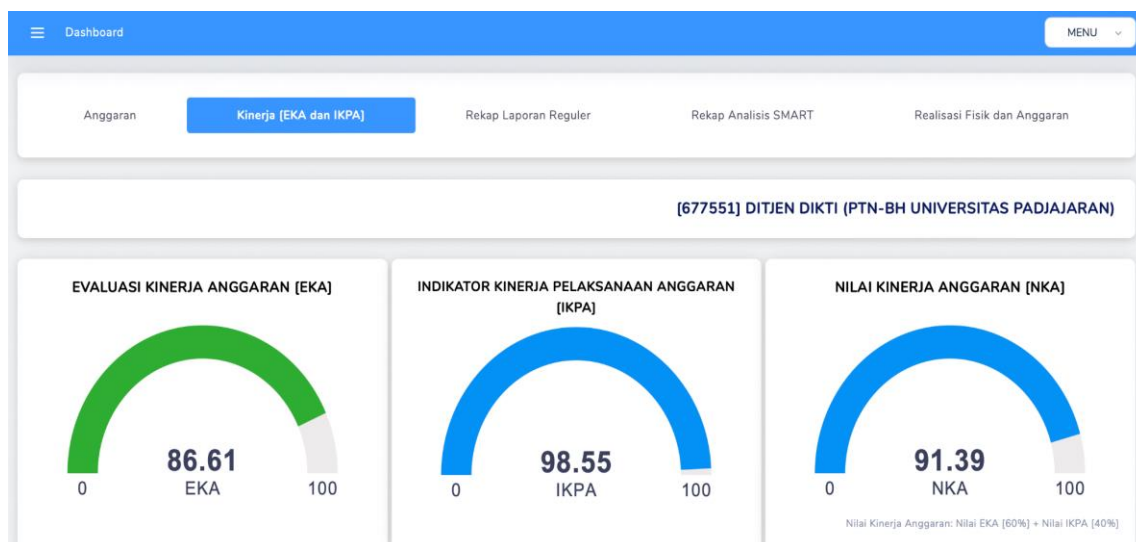 Dashboard
MENU
Anggaran
Kinerja [EKA dan IKPA]
Rekap Laporan Reguler
Rekap Analisis SMART
Realisasi Fisik dan Anggaran
[677551] DITJEN DIKTI (PTN-BH UNIVERSITAS PADJAJARAN)
EVALUASI KINERJA ANGGARAN [EKA]
86.61
0
EKA
100
INDIKATOR KINERJA PELAKSANAAN ANGGARAN
[IKPA]
98.55
0
IKPA
100
NILAI KINERJA ANGGARAN [NKA]
91.39
0
NKA
100
Nilai Kinerja Anggaran: Nilai EKA [60%] + Nilai IKPA [40%]